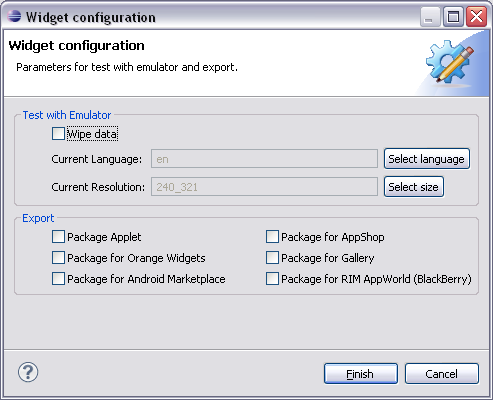 Widget configuration
Widget configuration
Parameters for test with emulator and export.
Test with Emulator
Wipe data
Current Language: en Select language
Current Resolution: 240_321 Select size
Export
Package Applet Package for AppShop
Package for Orange Widgets Package for Gallery
Package for Android Marketplace Package for RIM AppWorld (BlackBerry)
? Finish Cancel